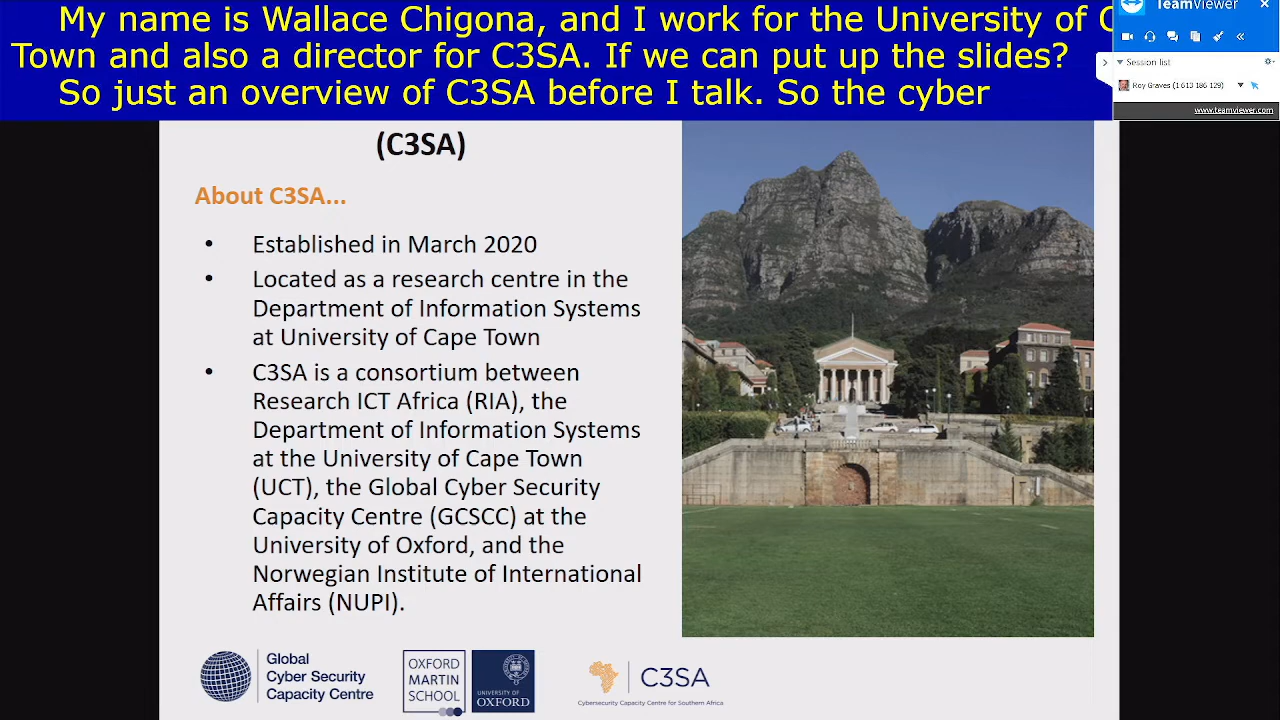 My name is Wallace Chigona, and I work for the University of
Town and also a director for C3SA. If we can put up the slides?
So just an overview of C3SA before I talk. So the cyber
TeamViewer
Session list
Roy Graves (1 613 186 129)
www.teamviewer.com
(C3SA)
About C3SA...
• Established in March 2020
• Located as a research centre in the
Department of Information Systems
at University of Cape Town
• C3SA is a consortium between
Research ICT Africa (RIA), the
Department of Information Systems
at the University of Cape Town
(UCT), the Global Cyber Security
Capacity Centre (GCSCC) at the
University of Oxford, and the
Norwegian Institute of International
Affairs (NUPI).
Global
Cyber Security
Capacity Centre
OXFORD
MARTIN
SCHOOL
UNIVERSITY OF
OXFORD
C3SA
Cybersecurity Capacity Centre for Southern Africa